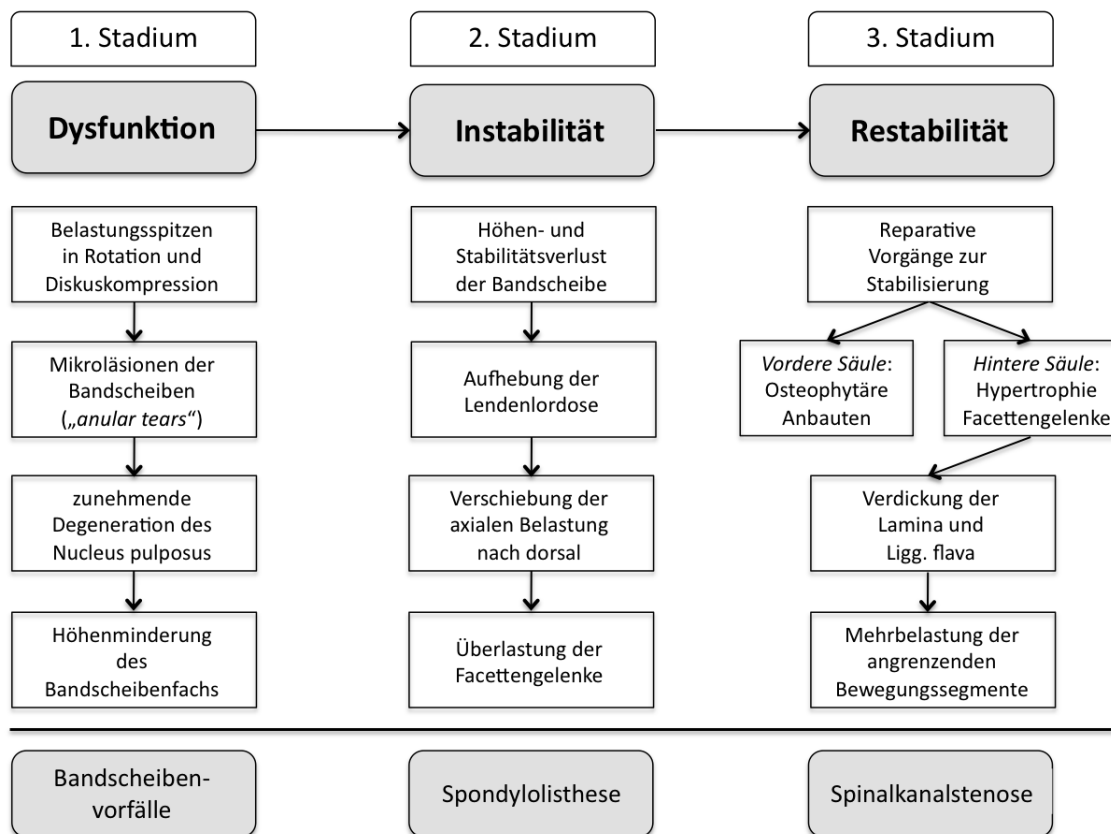 1. Stadium
Dysfunktion
Belastungsspitzen
in Rotation und
Diskuskompression
Mikroläsionen der
Bandscheiben
(„anular tears“)
zunehmende
Degeneration des
Nucleus pulposus
Höhenminderung
des
Bandscheibenfachs
Bandscheiben-
vorfälle
2. Stadium
Instabilität
Höhen- und
Stabilitätsverlust
der Bandscheibe
Aufhebung der
Lendenlordose
Verschiebung der
axialen Belastung
nach dorsal
Überlastung der
Facettengelenke
Spondylolisthese
3. Stadium
Restabilität
Reparative
Vorgänge zur
Stabilisierung
Vordere Säule:
Osteophytäre
Anbauten
Hintere Säule:
Hypertrophie
Facettengelenke
Verdickung der
Lamina und
Ligg. flava
Mehrbelastung der
angrenzenden
Bewegungssegmente
Spinalkanalstenose